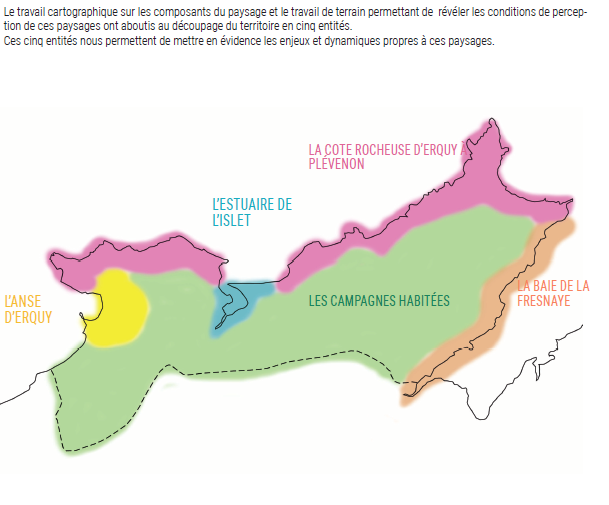 Le travail cartographique sur les composants du paysage et le travail de terrain permettant de révéler les conditions de percep-
tion de ces paysages ont aboutis au découpage du territoire en cinq entités.
Ces cinq entités nous permettent de mettre en évidence les enjeux et dynamiques propres à ces paysages.
LA COTE ROCHEUSE D'ERQUY À
PLÉVENON
L'ESTUAIRE DE
L'ISLET
L'ANSE
D'ERQUY
LES CAMPAGNES HABITÉES
LA BAIE DE LA
FRESNAYE